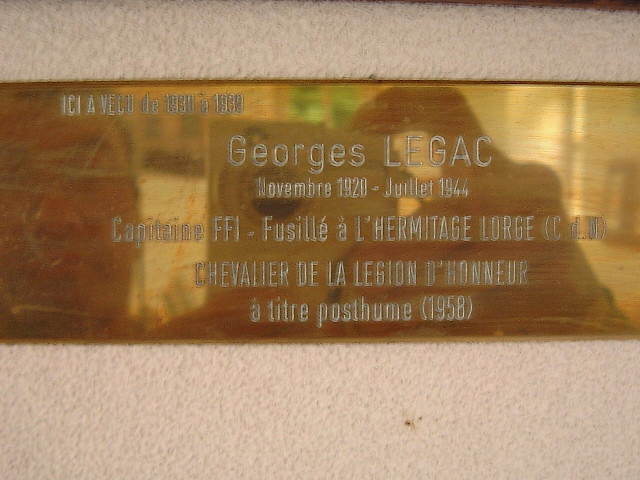 ICI A VECU de 1930 à 1939
Georges LEGAC
Novembre 1920 - Juillet 1944
Capitaine FFI - Fusillé à L'HERMITAGE LORGE (C d.N)
CHEVALIER DE LA LEGION D'HONNEUR
à titre posthume (1958)